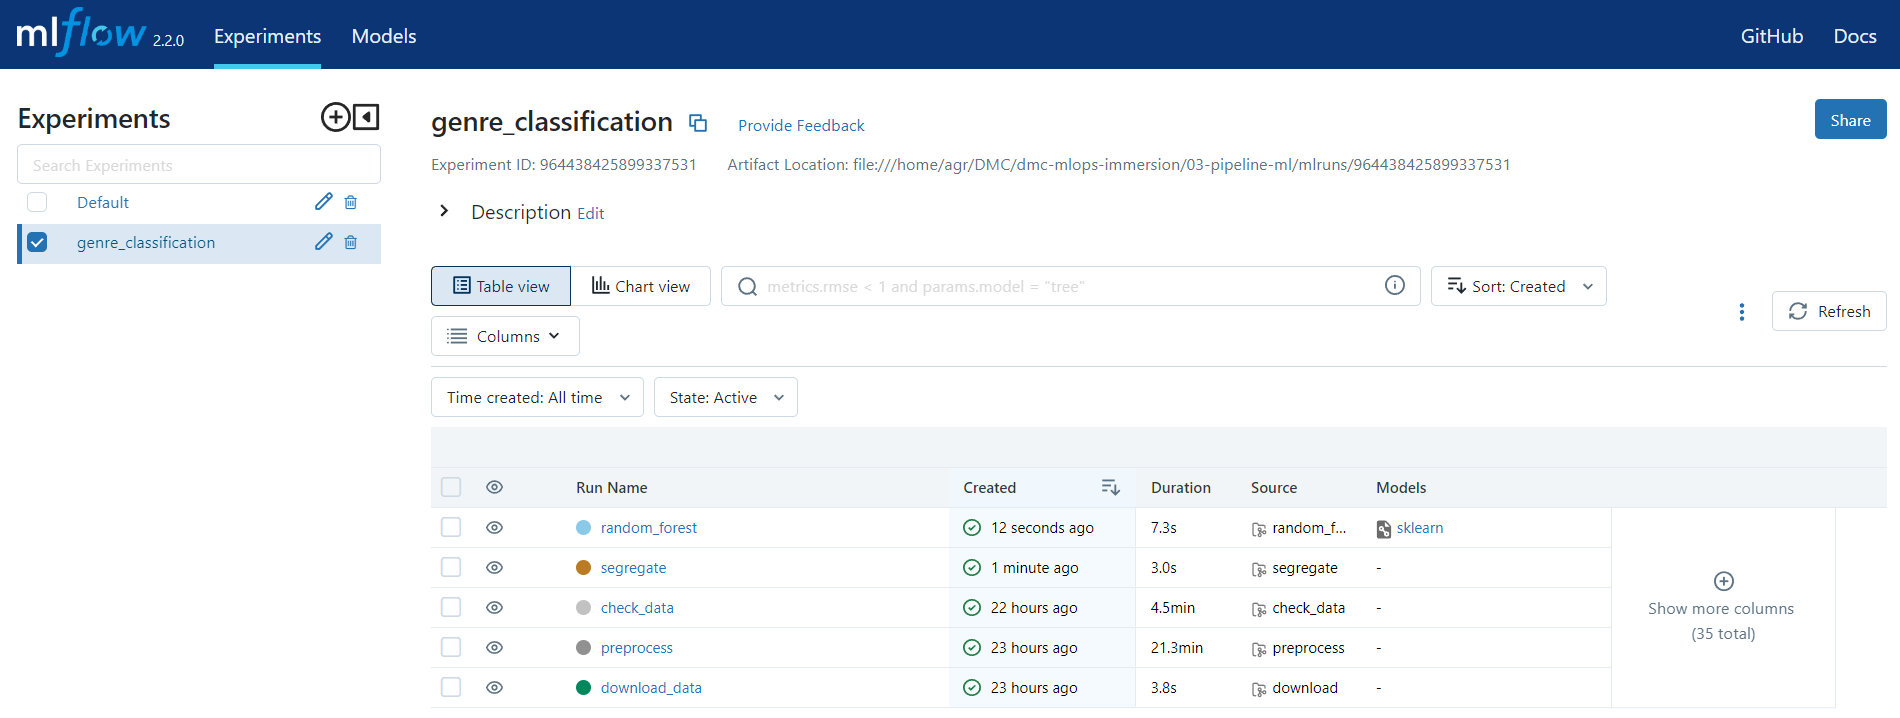 mlflow 2.2.0 Experiments Models GitHub Docs
Experiments
Search Experiments
Default
genre_classification
genre_classification Provide Feedback Share
Experiment ID: 964438425899337531 Artifact Location: file:///home/agr/DMC/dmc-mlops-immersion/03-pipeline-ml/mlruns/964438425899337531
Description Edit
Table view Chart view metrics.rmse < 1 and params.model = "tree" Sort: Created
Refresh
Columns
Time created: All time State: Active
Run Name Created Duration Source Models
random_forest 12 seconds ago 7.3s random_f... sklearn
segregate 1 minute ago 3.0s segregate -
check_data 22 hours ago 4.5min check_data -
preprocess 23 hours ago 21.3min preprocess -
download_data 23 hours ago 3.8s download -
Show more columns
(35 total)